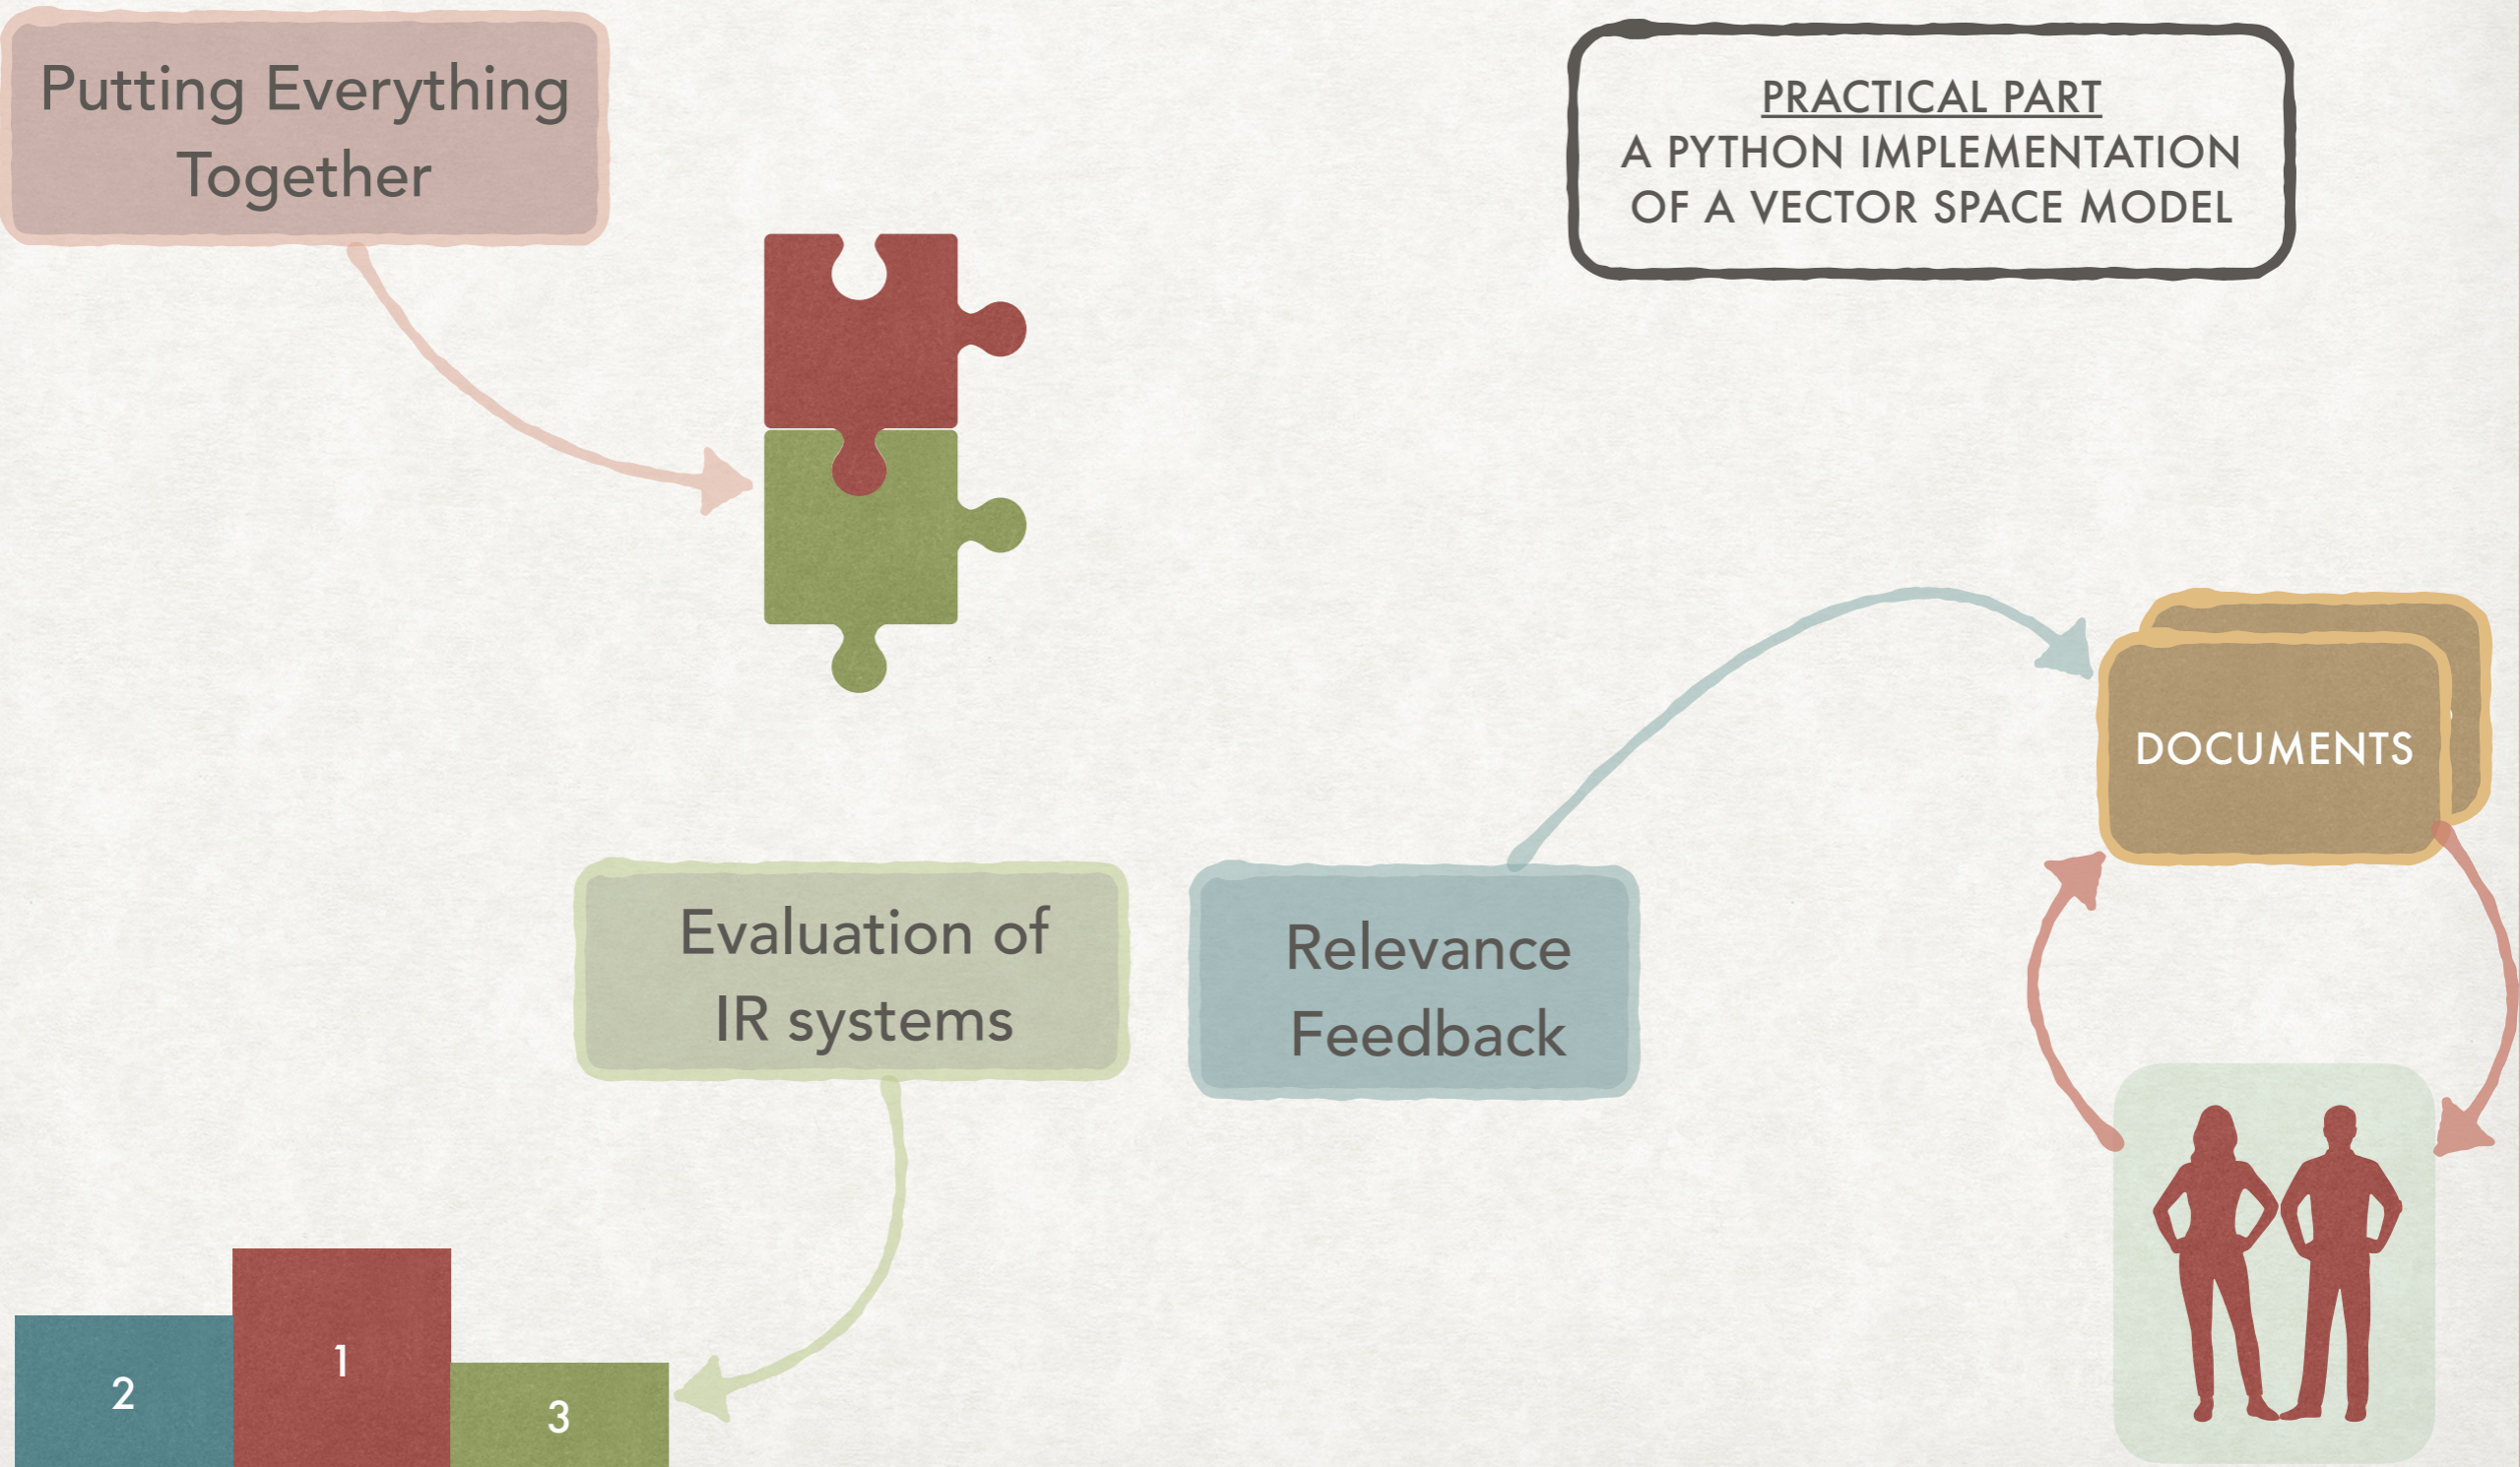 Putting Everything
Together
PRACTICAL PART
A PYTHON IMPLEMENTATION
OF A VECTOR SPACE MODEL
DOCUMENTS
Evaluation of
IR systems
Relevance
Feedback
2
1
3